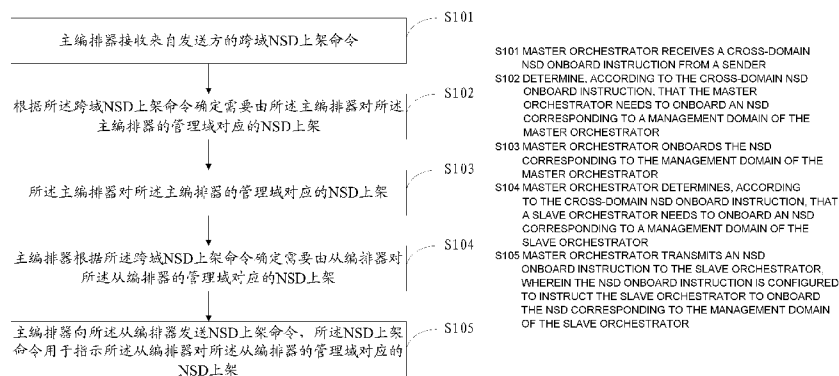 S101
主编排器接收来自发送方的跨域NSD上架命令
S102
根据所述跨域NSD上架命令确定需要由所述主编排器对所述
主编排器的管理域对应的NSD上架
S103
所述主编排器对所述主编排器的管理域对应的NSD上架
S104
主编排器根据所述跨域NSD上架命令确定需要由从编排器对
所述从编排器的管理域对应的NSD上架
S105
主编排器向所述从编排器发送NSD上架命令，所述NSD上架
命令用于指示所述从编排器对所述从编排器的管理域对应的
NSD上架
S101 MASTER ORCHESTRATOR RECEIVES A CROSS-DOMAIN
NSD ONBOARD INSTRUCTION FROM A SENDER
S102 DETERMINE, ACCORDING TO THE CROSS-DOMAIN NSD
ONBOARD INSTRUCTION, THAT THE MASTER
ORCHESTRATOR NEEDS TO ONBOARD AN NSD
CORRESPONDING TO A MANAGEMENT DOMAIN OF THE
MASTER ORCHESTRATOR
S103 MASTER ORCHESTRATOR ONBOARDS THE NSD
CORRESPONDING TO THE MANAGEMENT DOMAIN OF THE
MASTER ORCHESTRATOR
S104 MASTER ORCHESTRATOR DETERMINES, ACCORDING
TO THE CROSS-DOMAIN NSD ONBOARD INSTRUCTION, THAT
A SLAVE ORCHESTRATOR NEEDS TO ONBOARD AN NSD
CORRESPONDING TO A MANAGEMENT DOMAIN OF THE
SLAVE ORCHESTRATOR
S105 MASTER ORCHESTRATOR TRANSMITS AN NSD
ONBOARD INSTRUCTION TO THE SLAVE ORCHESTRATOR,
WHEREIN THE NSD ONBOARD INSTRUCTION IS CONFIGURED
TO INSTRUCT THE SLAVE ORCHESTRATOR TO ONBOARD
THE NSD CORRESPONDING TO THE MANAGEMENT DOMAIN
OF THE SLAVE ORCHESTRATOR